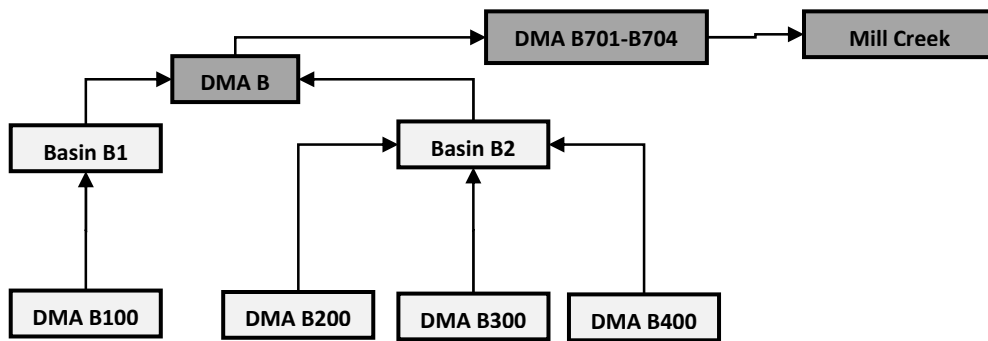 DMA B701-B704
Mill Creek
DMA B
Basin B1
Basin B2
DMA B100
DMA B200
DMA B300
DMA B400